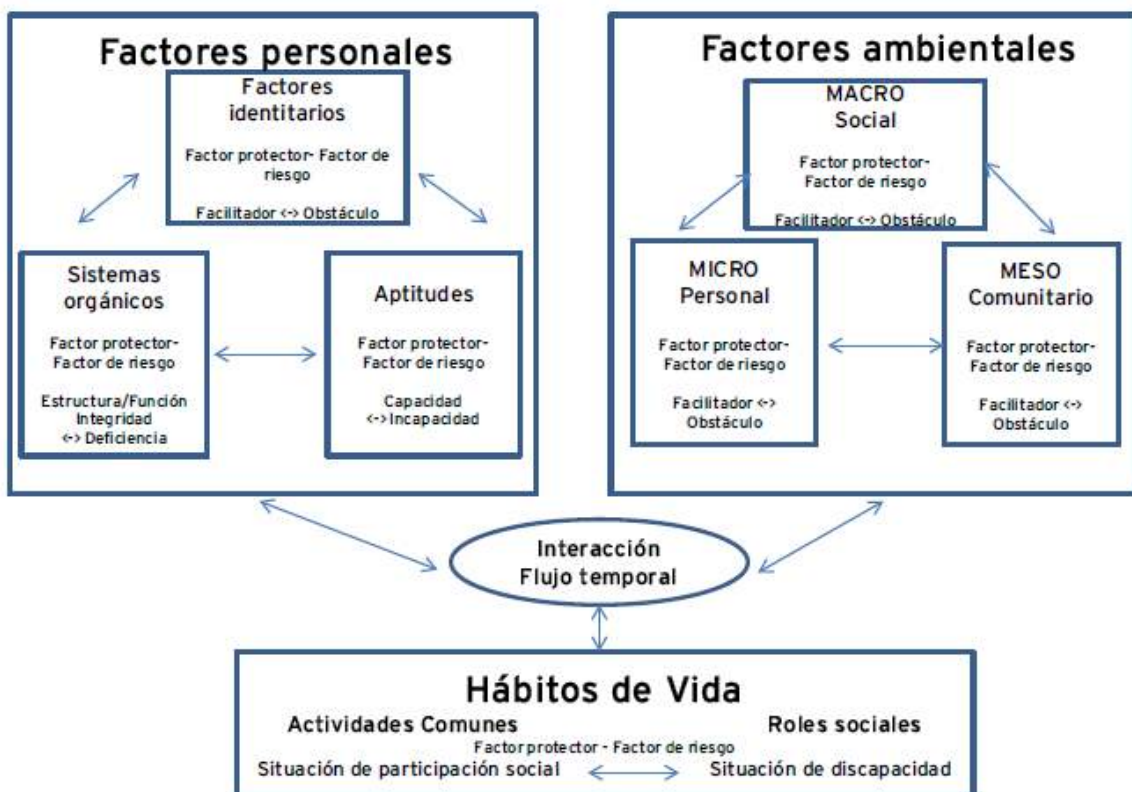 Factores personales
Factores
identitarios
Factor protector- Factor de
riesgo
Facilitador <-> Obstáculo
Sistemas
orgánicos
Factor protector-
Factor de riesgo
Estructura/Función
Integridad
<-> Deficiencia
Aptitudes
Factor protector-
Factor de riesgo
Capacidad
<-> Incapacidad
Factores ambientales
MACRO
Social
Factor protector-
Factor de riesgo
Facilitador <-> Obstáculo
MICRO
Personal
Factor protector-
Factor de riesgo
Facilitador <->
Obstáculo
MESO
Comunitario
Factor protector-
Factor de riesgo
Facilitador <->
Obstáculo
Interacción
Flujo temporal
Hábitos de Vida
Actividades Comunes Roles sociales
Factor protector - Factor de riesgo
Situación de participación social Situación de discapacidad